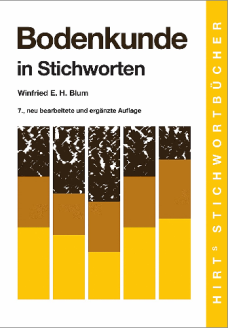 Bodenkunde
in Stichworten
Winfried E. H. Blum
7., neu bearbeitete und ergänzte Auflage
HIRTs STICHWORTBÜCHER